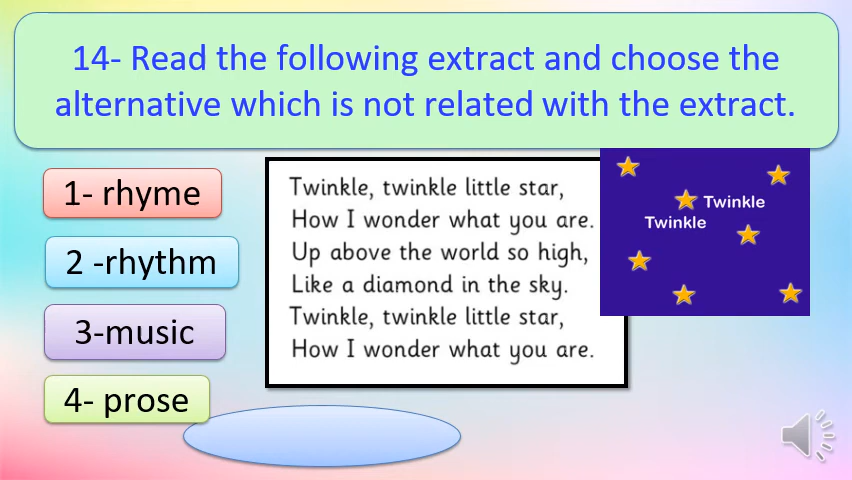 14- Read the following extract and choose the
alternative which is not related with the extract.
1- rhyme
2 -rhythm
3-music
4- prose
Twinkle, twinkle little star,
How I wonder what you are.
Up above the world so high,
Like a diamond in the sky.
Twinkle, twinkle little star,
How I wonder what you are.
Twinkle
Twinkle